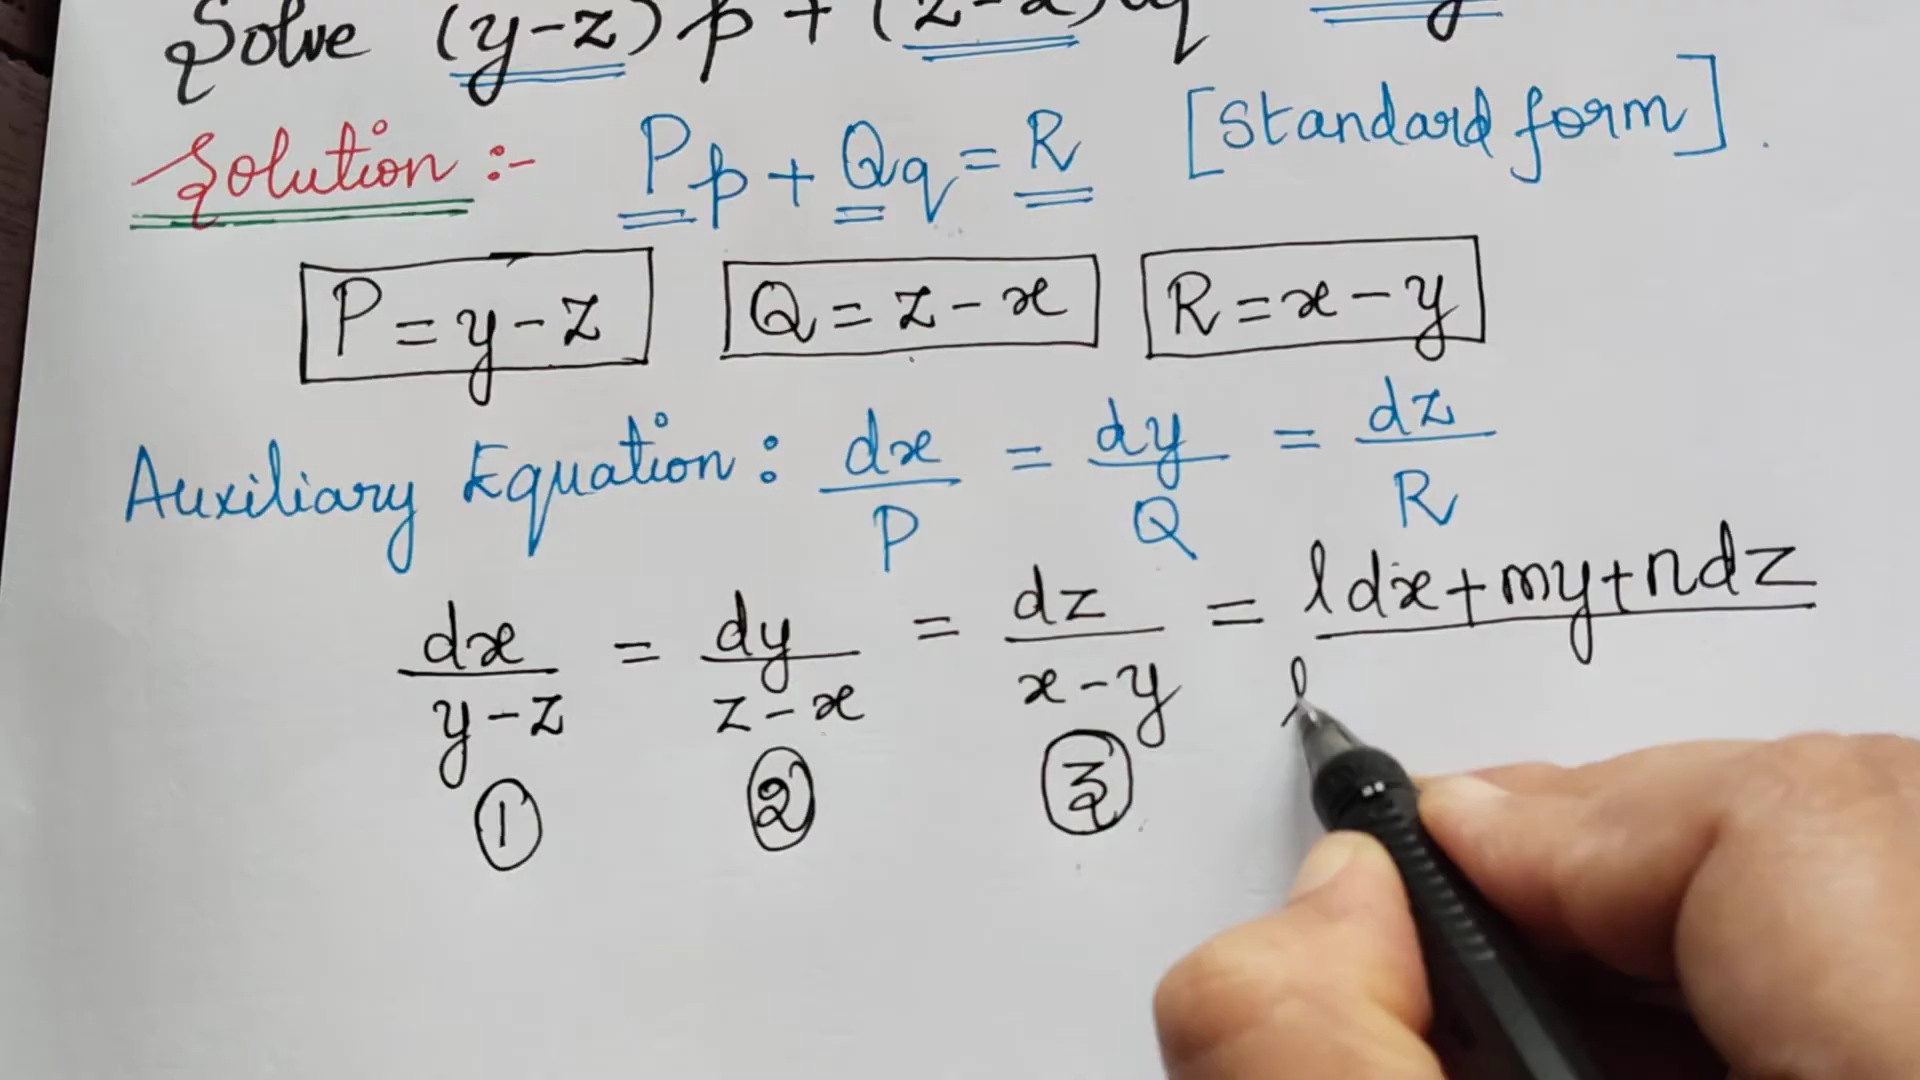 Solve (y-z)p + (z-x)q
Solution :- Pp + Qq = R [Standard form].
P = y-z Q = z-x R = x-y
Auxiliary Equation: dx/P = dy/Q = dz/R
dx/y-z = dy/z-x = dz/x-y = ldx+my+ndz/l
① ② ③